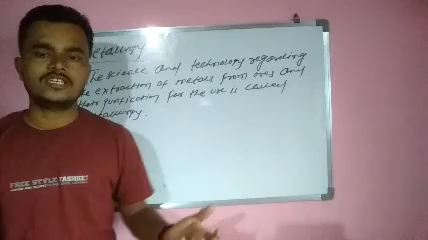 etallurgy
The science and technology regarding
e extraction of metals from ores and
purification for the use is called
etallurgy.
FREE STYLE FASHION